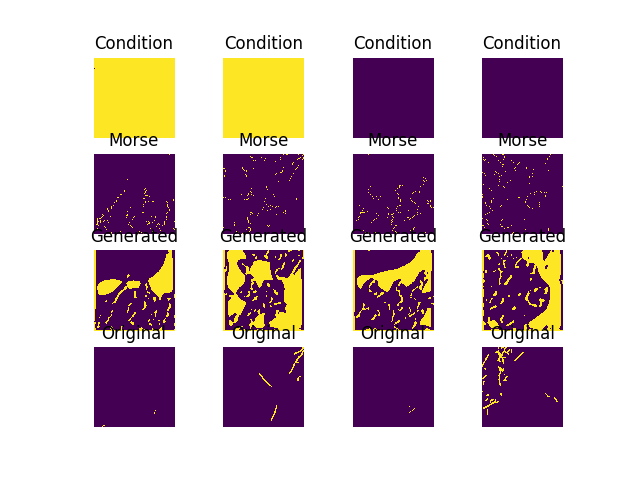 Condition Condition Condition Condition
Morse Morse Morse Morse
Generated Generated Generated Generated
Original Original Original Original